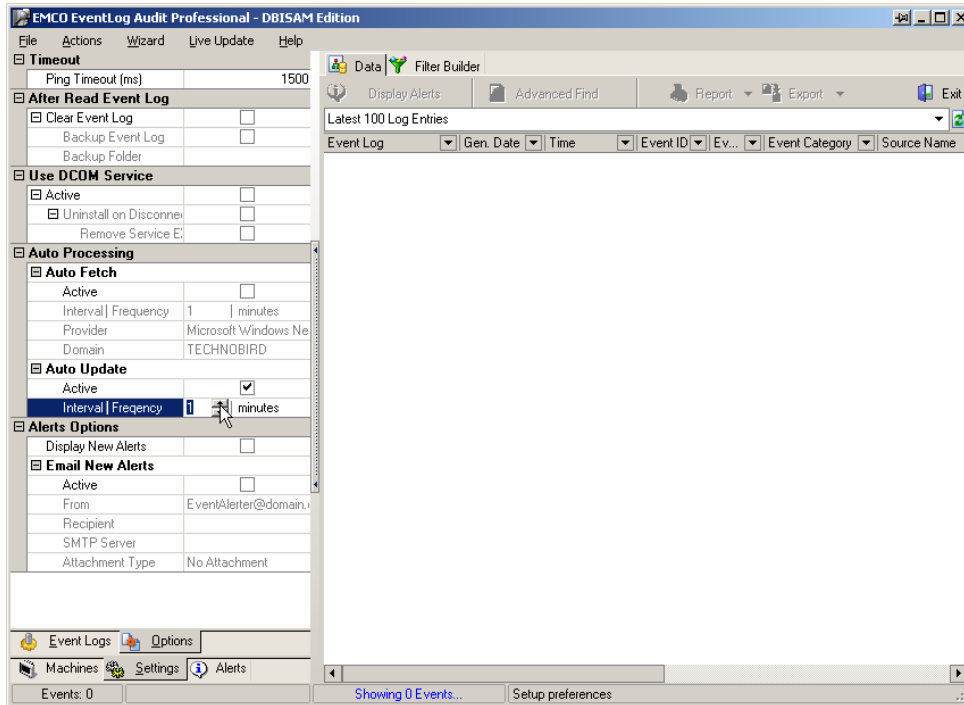 EMCO EventLog Audit Professional - DBISAM Edition
File Actions Wizard Live Update Help
Timeout
Ping Timeout (ms) 1500
After Read Event Log
Clear Event Log
Backup Event Log
Backup Folder
Use DCOM Service
Active
Uninstall on Disconne
Remove Service E
Auto Processing
Auto Fetch
Active
Interval | Frequency 1 | minutes
Provider Microsoft Windows Ne
Domain TECHNOBIRD
Auto Update
Active
Interval | Freqency 1 | minutes
Alerts Options
Display New Alerts
Email New Alerts
Active
From EventAlerter@domain.
Recipient
SMTP Server
Attachment Type No Attachment
Event Logs Options
Machines Settings Alerts
Events: 0
Data Filter Builder
Display Alerts Advanced Find Report Export Exit
Latest 100 Log Entries
Event Log Gen. Date Time Event ID Ev... Event Category Source Name
Showing 0 Events... Setup preferences